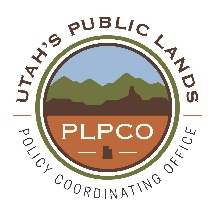 UTAH'S PUBLIC LANDS
PLPCO
POLICY COORDINATING OFFICE